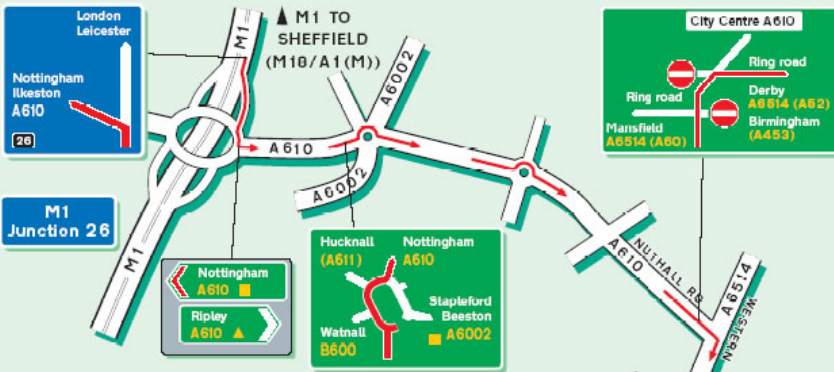 London
Leicester
Nottingham
Ilkeston
A610
26
M1
Junction 26
M1
▲ M1 TO
SHEFFIELD
(M18/A1(M))
A6002
A610
A6002
M1
Nottingham
A610 ■
Ripley
A610 ▲
Hucknall
(A611)
Nottingham
A610
Stapleford
Beeston
■ A6002
Watnall
B600
City Centre A610
Ring road
Derby
A6514 (A52)
Birmingham
(A453)
Ring road
Mansfield
A6514 (A60)
A610
NUTHALL RD
A6514
WESTERN